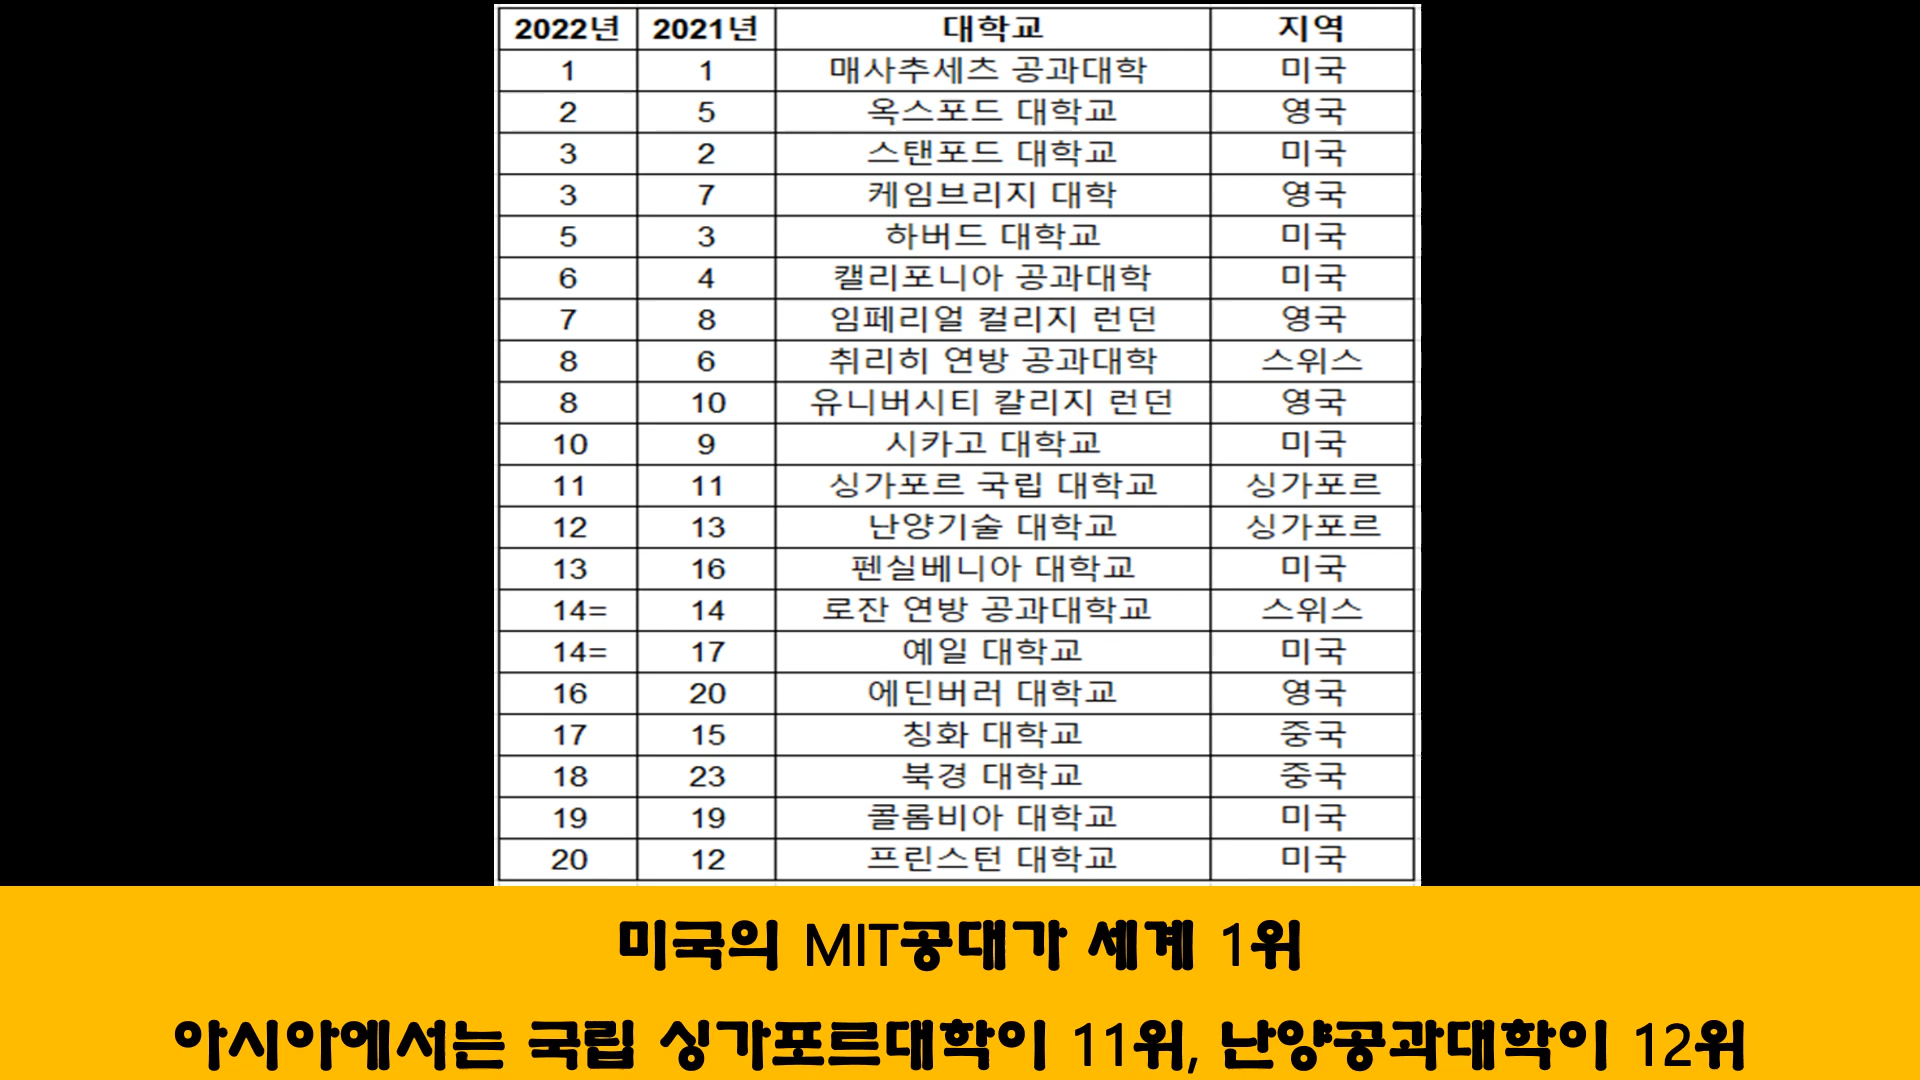 2022년 2021년 대학교 지역
1 1 매사추세츠 공과대학 미국
2 5 옥스포드 대학교 영국
3 2 스탠포드 대학교 미국
3 7 케임브리지 대학 영국
5 3 하버드 대학교 미국
6 4 캘리포니아 공과대학 미국
7 8 임페리얼 컬리지 런던 영국
8 6 취리히 연방 공과대학 스위스
8 10 유니버시티 칼리지 런던 영국
10 9 시카고 대학교 미국
11 11 싱가포르 국립 대학교 싱가포르
12 13 난양기술 대학교 싱가포르
13 16 펜실베니아 대학교 미국
14= 14 로잔 연방 공과대학교 스위스
14= 17 예일 대학교 미국
16 20 에딘버러 대학교 영국
17 15 칭화 대학교 중국
18 23 북경 대학교 중국
19 19 콜롬비아 대학교 미국
20 12 프린스턴 대학교 미국
미국의 MIT공대가 세계 1위
아시아에서는 국립 싱가포르대학이 11위, 난양공과대학이 12위